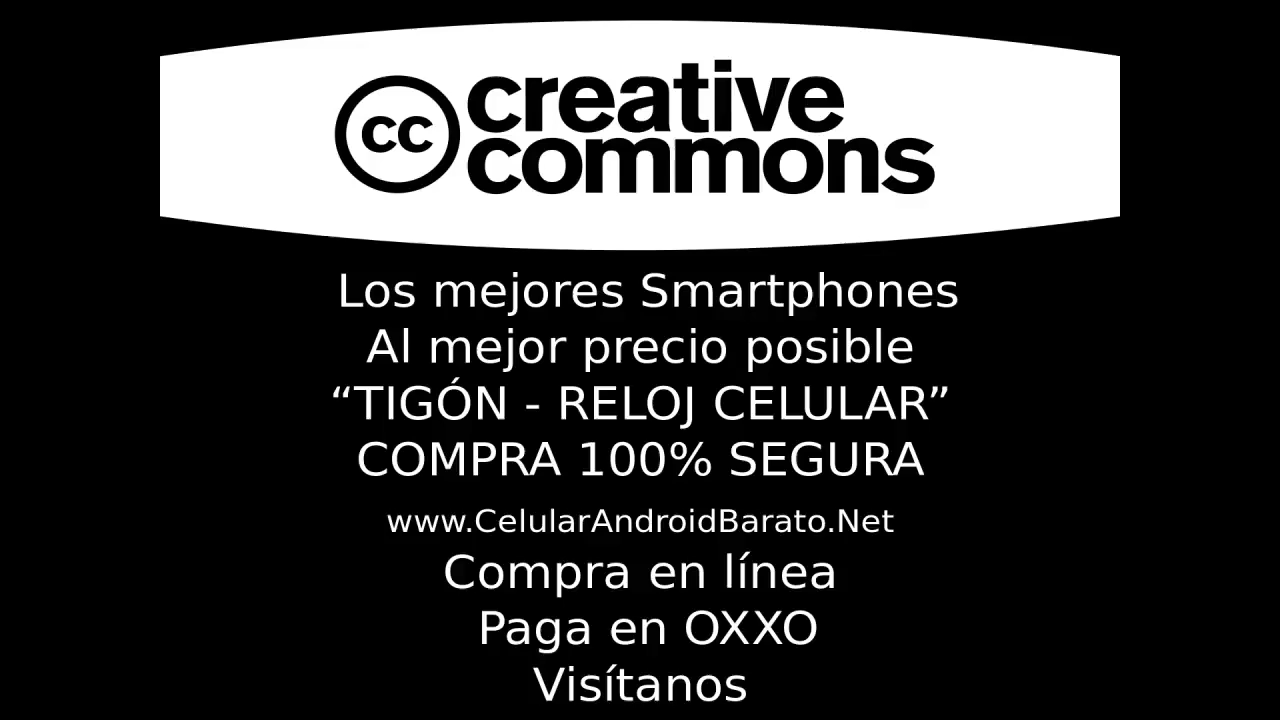 cc creative
commons
Los mejores Smartphones
Al mejor precio posible
“TIGÓN - RELOJ CELULAR”
COMPRA 100% SEGURA
www.CelularAndroidBarato.Net
Compra en línea
Paga en OXXO
Visítanos